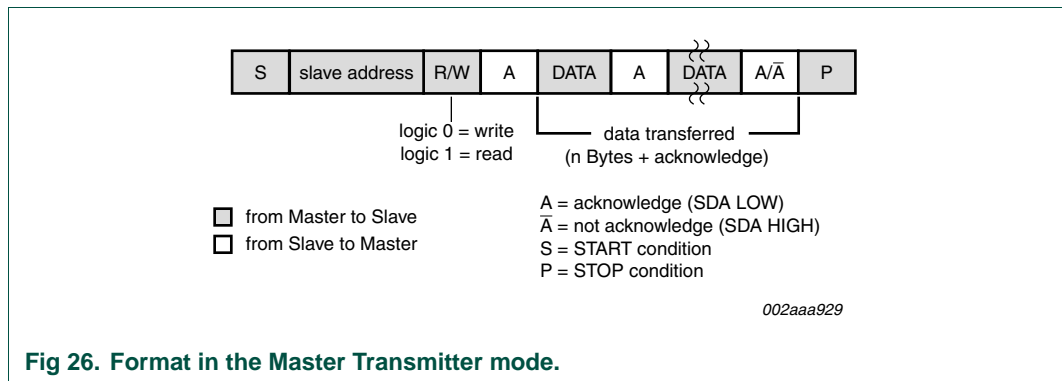 S slave address R/W A DATA A DATA A/A̅ P
logic 0 = write
logic 1 = read
data transferred
(n Bytes + acknowledge)
from Master to Slave
from Slave to Master
A = acknowledge (SDA LOW)
A̅ = not acknowledge (SDA HIGH)
S = START condition
P = STOP condition
002aaa929
Fig 26. Format in the Master Transmitter mode.